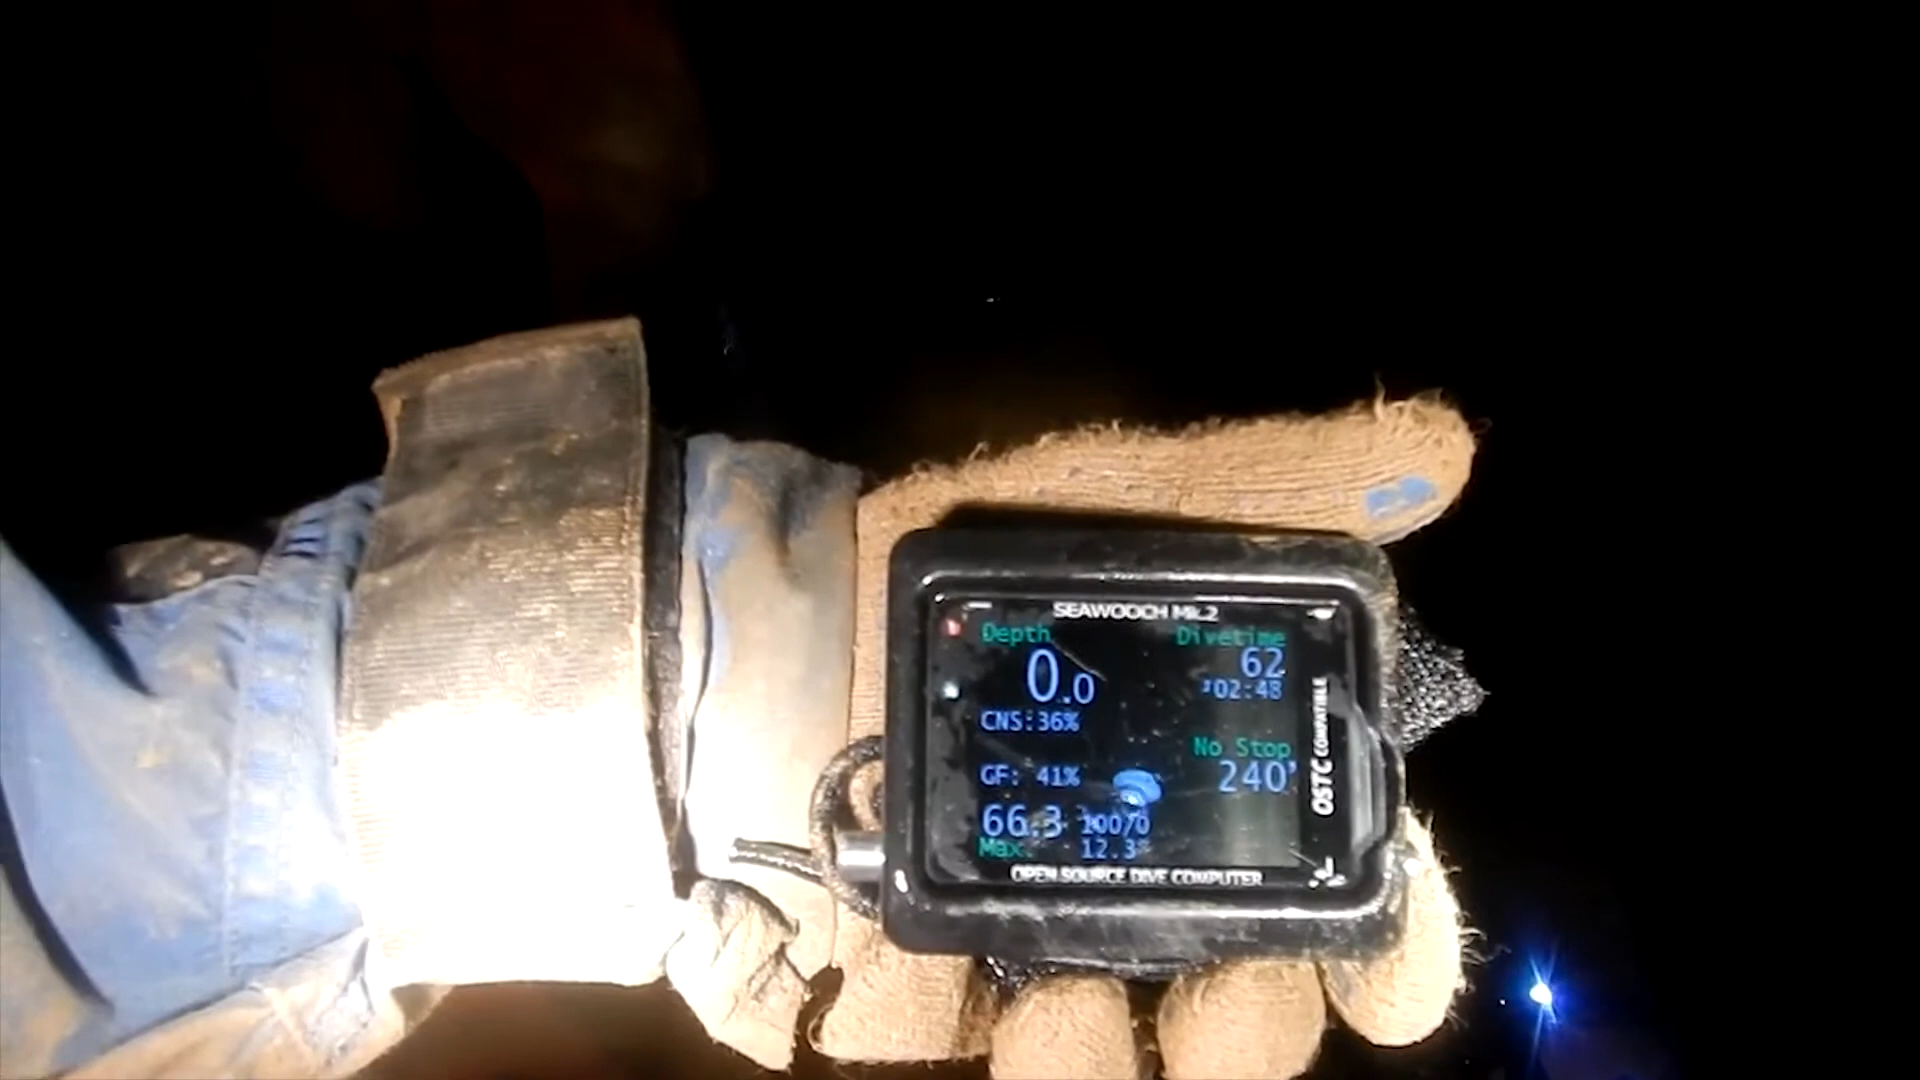 SEAWOOCH Mk.2
Depth Divetime
0.0 62
:02:48
CNS:36%
No Stop
GF: 41% 240'
66.3 100/0
Max. 12.3°
OPEN SOURCE DIVE COMPUTER
OSTC COMPATIBLE